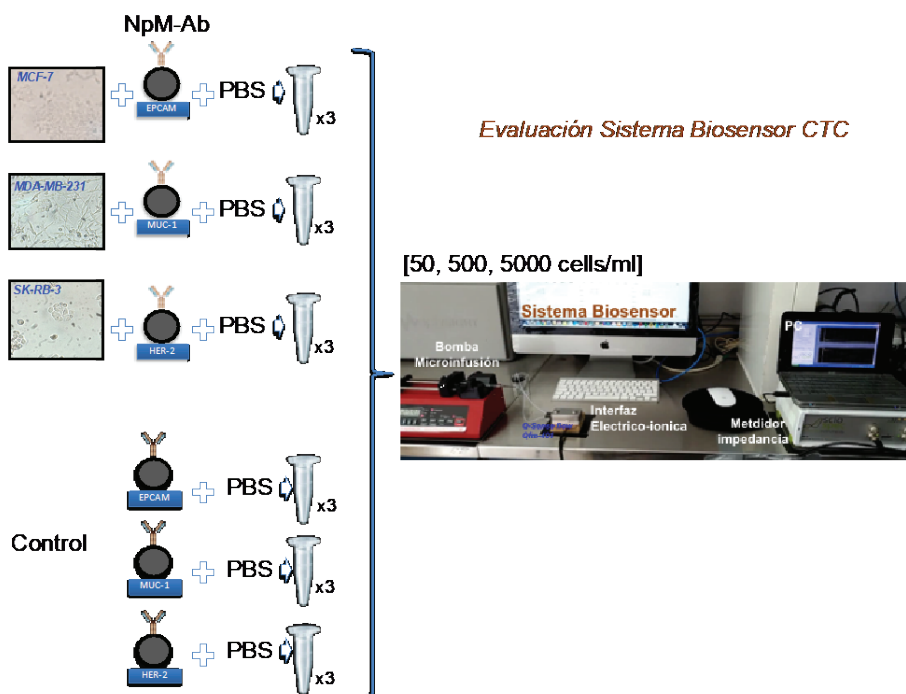 NpM-Ab
MCF-7
EPCAM
PBS
x3
MDA-MB-231
MUC-1
PBS
x3
SK-RB-3
HER-2
PBS
x3
Evaluación Sistema Biosensor CTC
[50, 500, 5000 cells/ml]
Sistema Biosensor
Bomba
Microinfusión
PC
Interfaz
Electrico-ionica
Metdidor
impedancia
Control
EPCAM
PBS
x3
MUC-1
PBS
x3
HER-2
PBS
x3